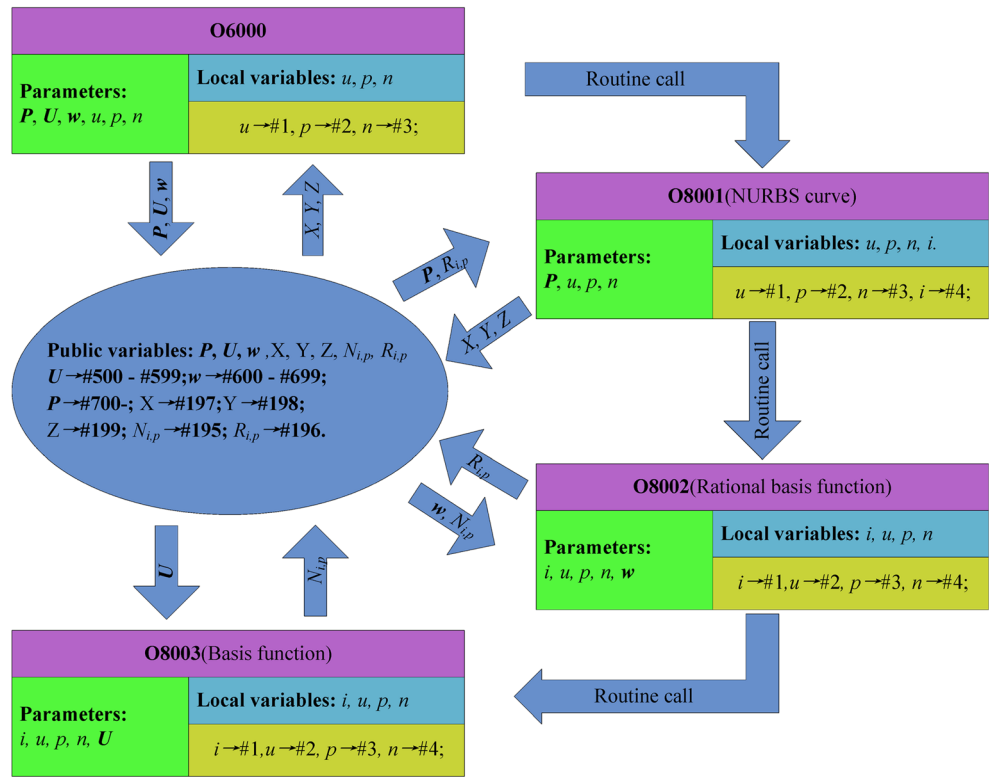 O6000
Parameters:
P, U, w, u, p, n
Local variables: u, p, n
u→#1, p→#2, n→#3;
Routine call
P, U, w
X, Y, Z
O8001(NURBS curve)
Parameters:
P, u, p, n
Local variables: u, p, n, i.
u→#1, p→#2, n→#3, i→#4;
P, Ri,p
X, Y, Z
Public variables: P, U, w ,X, Y, Z, Ni,p, Ri,p
U→#500 - #599;w→#600 - #699;
P→#700-; X→#197;Y→#198;
Z→#199; Ni,p→#195; Ri,p→#196.
Routine call
Ri,p
w, Ni,p
O8002(Rational basis function)
Parameters:
i, u, p, n, w
Local variables: i, u, p, n
i→#1,u→#2, p→#3, n→#4;
U
Ni,p
O8003(Basis function)
Parameters:
i, u, p, n, U
Local variables: i, u, p, n
i→#1,u→#2, p→#3, n→#4;
Routine call